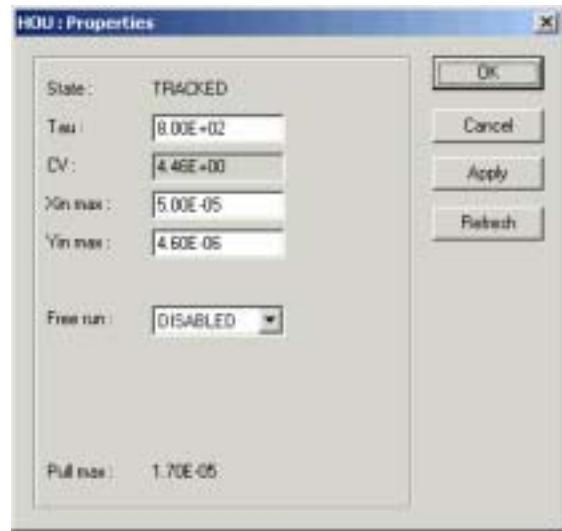 HOU : Properties
State : TRACKED
Tau : 8.00E+02
CV : 4.46E+00
Xin max : 5.00E-05
Yin max : 4.60E-06
Free run : DISABLED
Pull max : 1.70E-05
OK
Cancel
Apply
Refresh